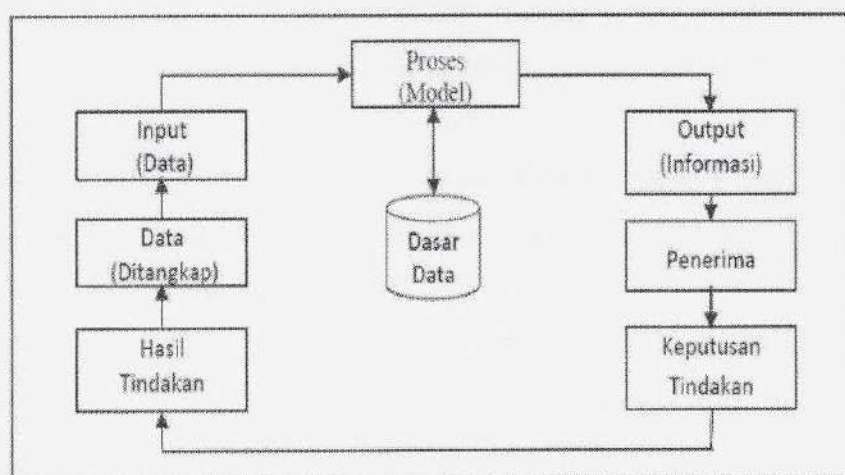 Proses
(Model)
Input
(Data)
Output
(Informasi)
Data
(Ditangkap)
Dasar
Data
Penerima
Hasil
Tindakan
Keputusan
Tindakan